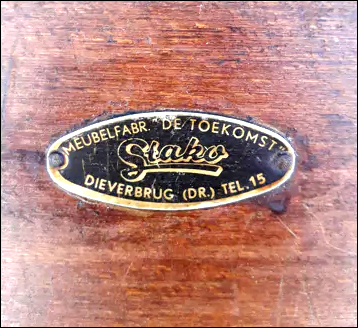 MEUBELFABR. "DE TOEKOMST"
Stako
DIEVERBRUG (DR.) TEL. 15